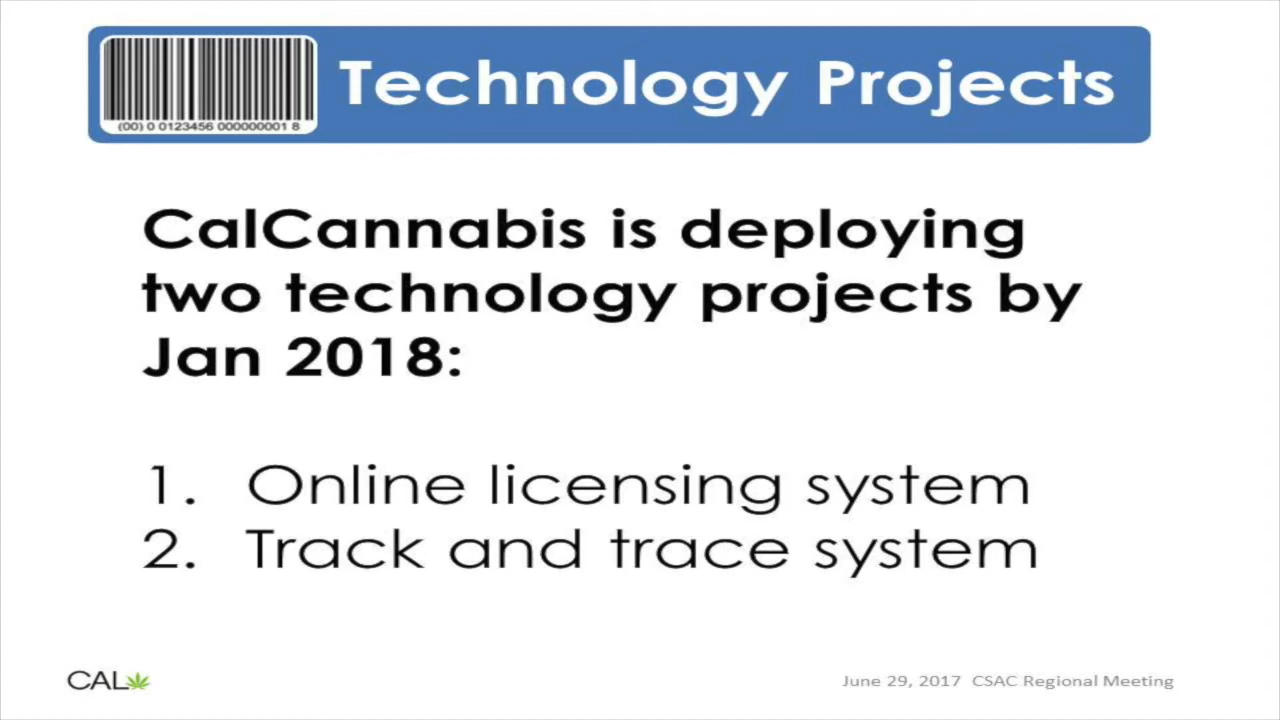 Technology Projects
(00) 0 0123456 000000001 8
CalCannabis is deploying
two technology projects by
Jan 2018:
1. Online licensing system
2. Track and trace system
CAL
June 29, 2017 CSAC Regional Meeting